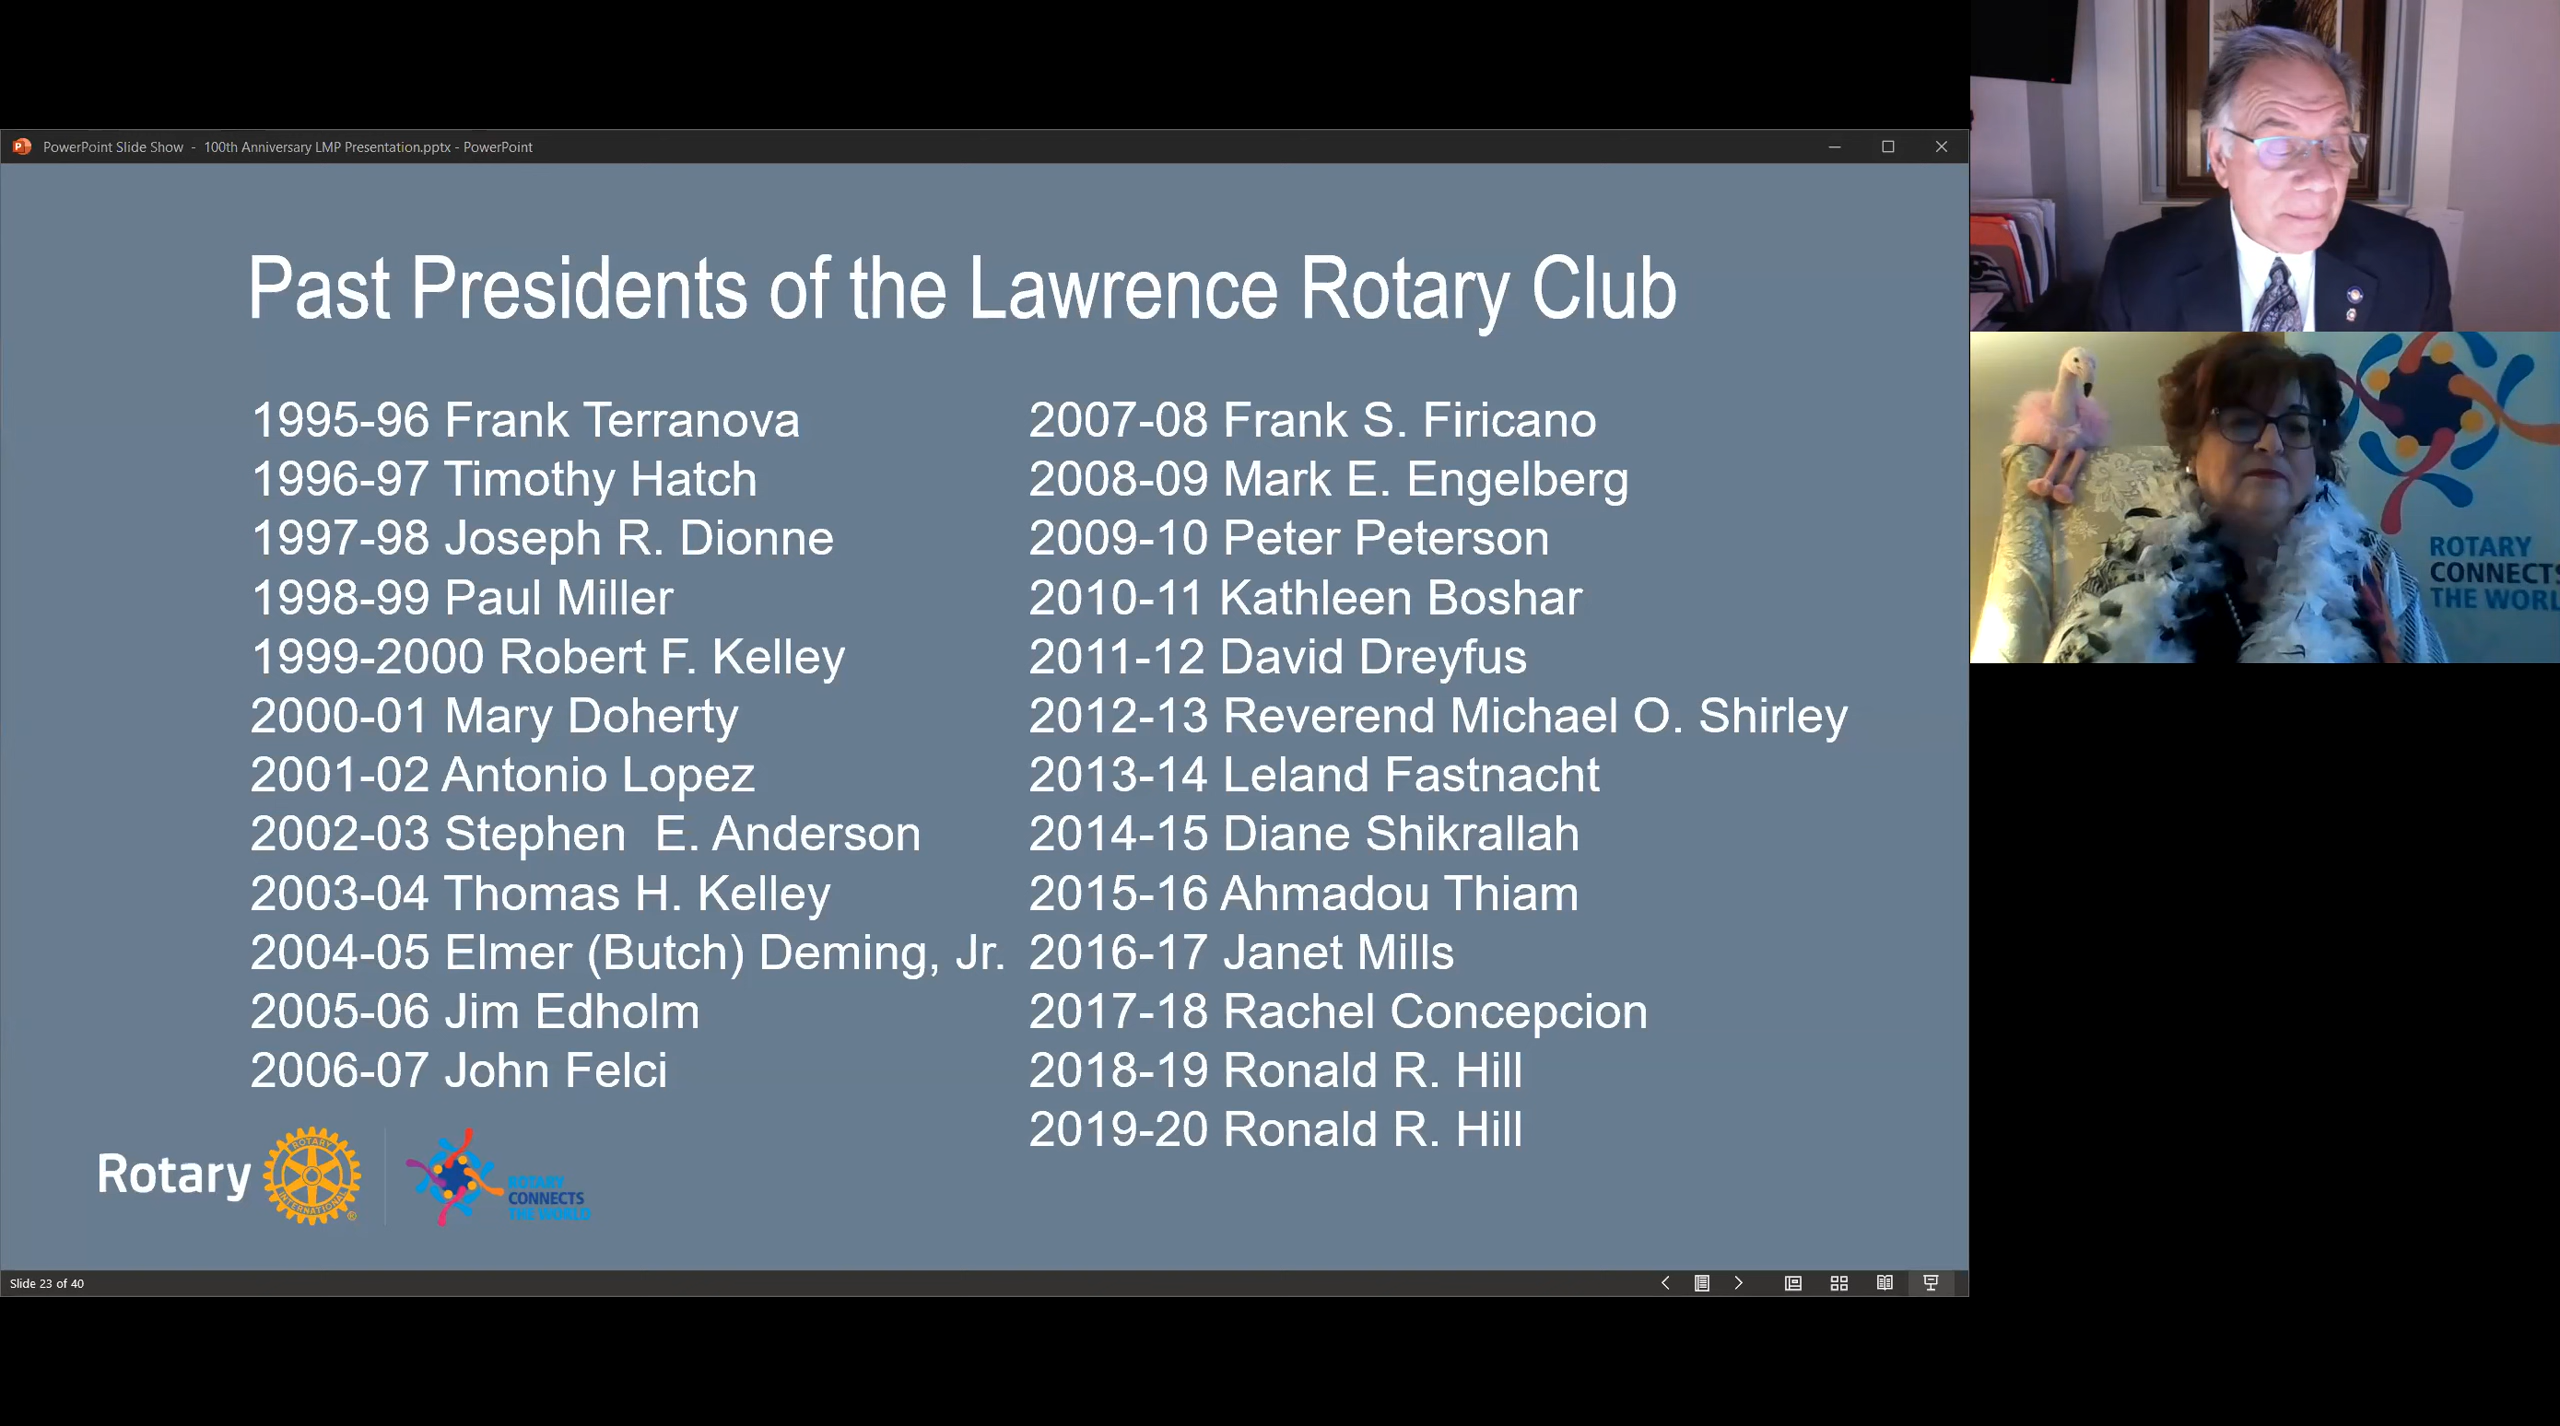 PowerPoint Slide Show - 100th Anniversary LMP Presentation.pptx - PowerPoint
Past Presidents of the Lawrence Rotary Club
1995-96 Frank Terranova
1996-97 Timothy Hatch
1997-98 Joseph R. Dionne
1998-99 Paul Miller
1999-2000 Robert F. Kelley
2000-01 Mary Doherty
2001-02 Antonio Lopez
2002-03 Stephen  E. Anderson
2003-04 Thomas H. Kelley
2004-05 Elmer (Butch) Deming, Jr.
2005-06 Jim Edholm
2006-07 John Felci
2007-08 Frank S. Firicano
2008-09 Mark E. Engelberg
2009-10 Peter Peterson
2010-11 Kathleen Boshar
2011-12 David Dreyfus
2012-13 Reverend Michael O. Shirley
2013-14 Leland Fastnacht
2014-15 Diane Shikrallah
2015-16 Ahmadou Thiam
2016-17 Janet Mills
2017-18 Rachel Concepcion
2018-19 Ronald R. Hill
2019-20 Ronald R. Hill
Rotary
ROTARY
INTERNATIONAL
ROTARY
CONNECTS
THE WORLD
Slide 23 of 40
ROTARY
CONNECTS
THE WORL